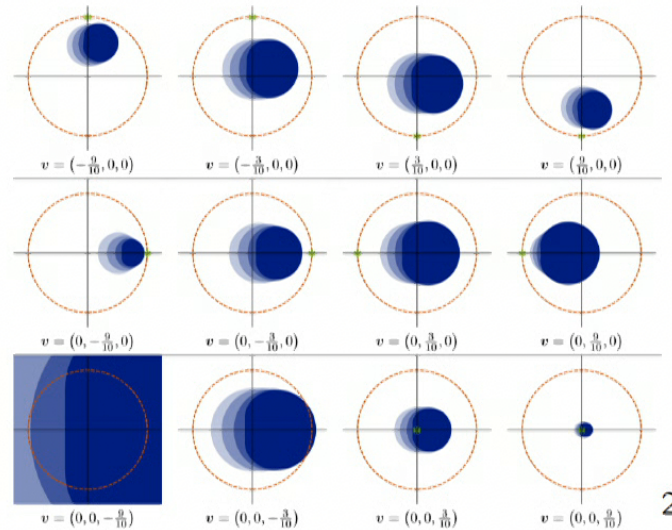 v = (−9/10, 0, 0) v = (−3/10, 0, 0) v = (3/10, 0, 0) v = (9/10, 0, 0)
v = (0, −9/10, 0) v = (0, −3/10, 0) v = (0, 3/10, 0) v = (0, 9/10, 0)
v = (0, 0, −9/10) v = (0, 0, −3/10) v = (0, 0, 3/10) v = (0, 0, 9/10)
2